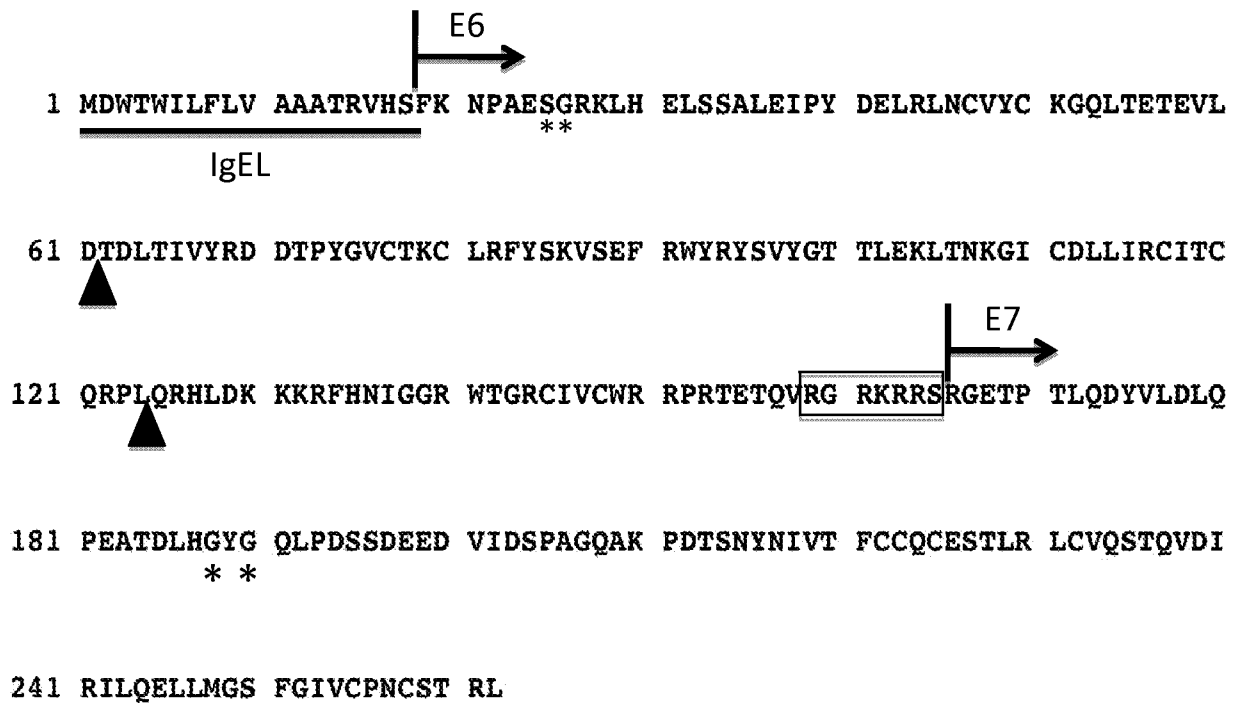 E6
1 MDWTWILFLV AAATRVHSFK NPAESGRKLH ELSSALEIPY DELRLNCVYC KGQLTETEVL
**
IgEL
61 DTDLTIVYRD DTPYGVCTKC LRFYSKVSEF RWYRYSVYGT TLEKLTNKGI CDLLIRCITC
E7
121 QRPLQRHLDK KKRFHNIGGR WTGRCIVCWR RPRTETQVRG RKRRSRGETP TLQDYVLDLQ
181 PEATDLHGYG QLPDSSDEED VIDSPAGQAK PDTSNYNIVT FCCQCESTLR LCVQSTQVDI
* *
241 RILQELLMGS FGIVCPNCST RL